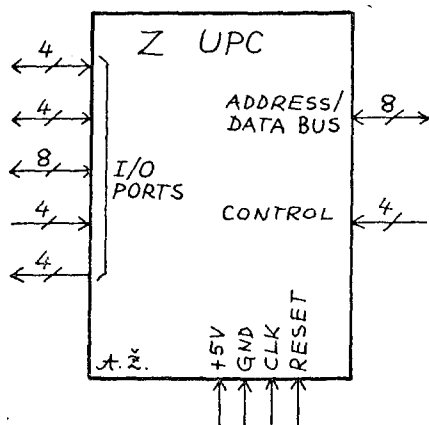 Z UPC
4
4
8
4
4
I/O
PORTS
ADDRESS/
DATA BUS
8
CONTROL
4
+5V
GND
CLK
RESET
A.Ž.